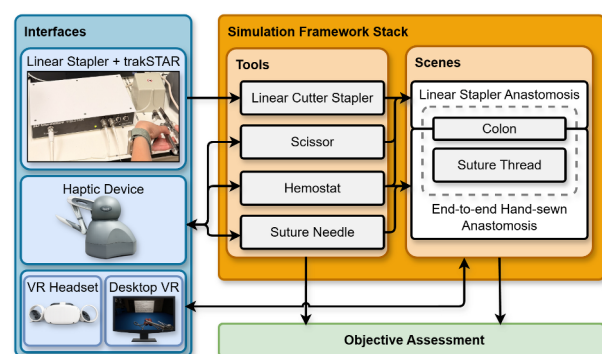 Interfaces
Linear Stapler + trakSTAR
Haptic Device
VR Headset
Desktop VR
Simulation Framework Stack
Tools
Linear Cutter Stapler
Scissor
Hemostat
Suture Needle
Scenes
Linear Stapler Anastomosis
Colon
Suture Thread
End-to-end Hand-sewn
Anastomosis
Objective Assessment